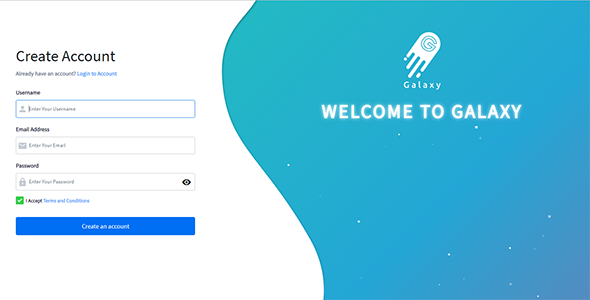 Create Account
Already have an account? Login to Account
Username
Enter Your Username
Email Address
Enter Your Email
Password
Enter Your Password
I Accept Terms and Conditions
Create an account
G
Galaxy
WELCOME TO GALAXY